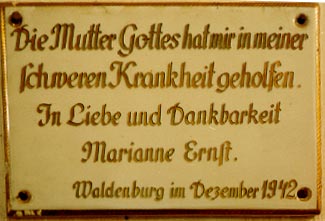 Die Mutter Gottes hat mir in meiner
schweren Krankheit geholfen.
In Liebe und Dankbarkeit
Marianne Ernst.
Waldenburg im Dezember 1942